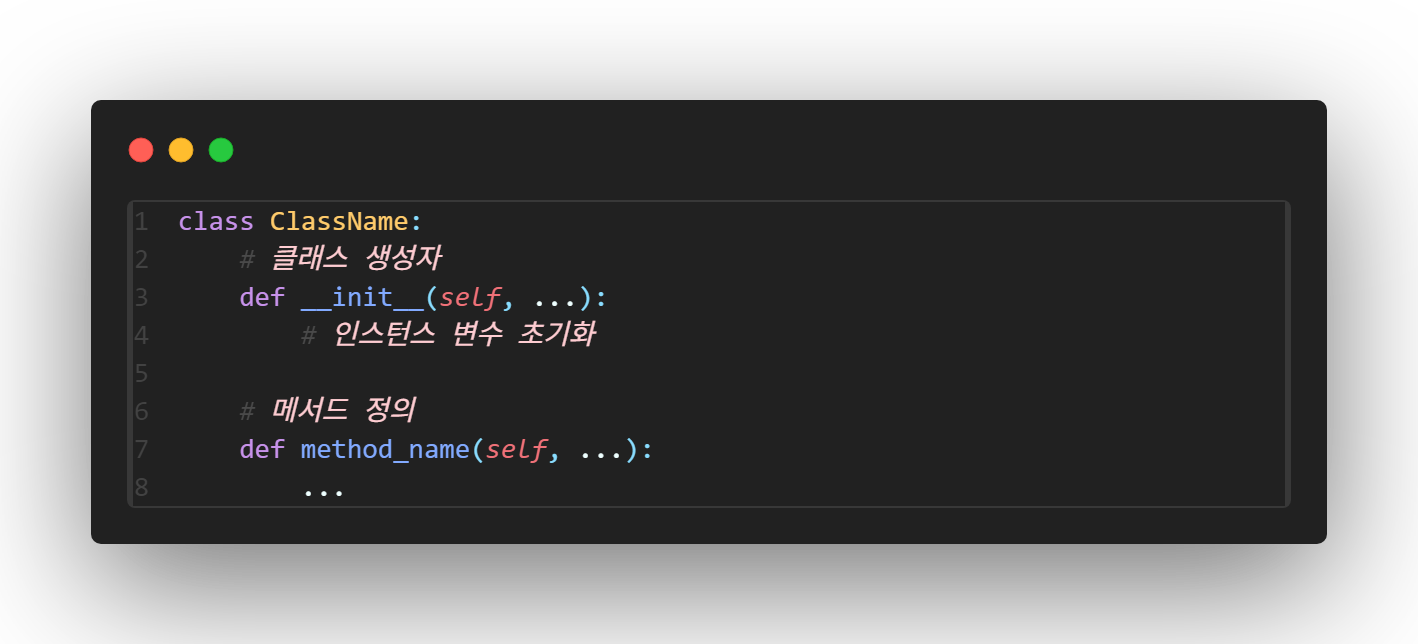 1 class ClassName:
2     # 클래스 생성자
3     def __init__(self, ...):
4         # 인스턴스 변수 초기화
5
6     # 메서드 정의
7     def method_name(self, ...):
8         ...